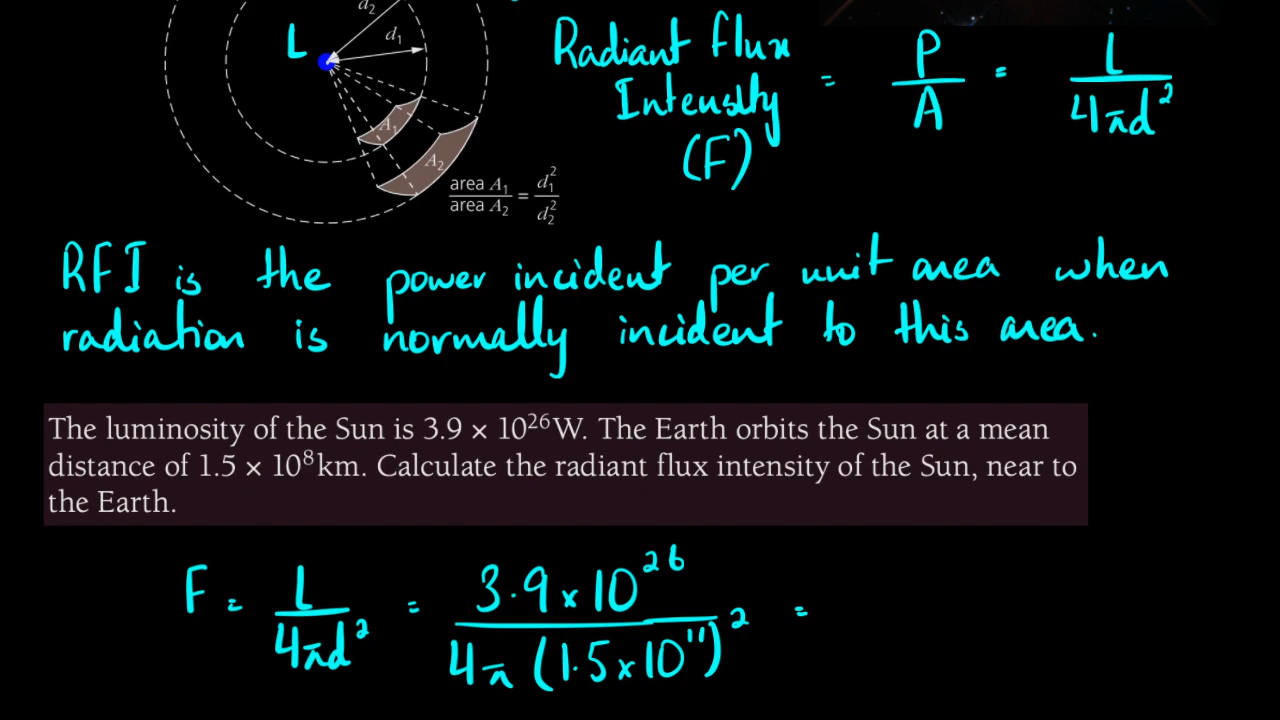 d₂
L
d₁
A₁
A₂
area A₁ / area A₂ = d₁² / d₂²
Radiant flux
Intensity
(F)
= P/A = L/4πd²
RFI is the power incident per unit area when
radiation is normally incident to this area.
The luminosity of the Sun is 3.9 × 10²⁶W. The Earth orbits the Sun at a mean
distance of 1.5 × 10⁸km. Calculate the radiant flux intensity of the Sun, near to
the Earth.
F = L/4πd² = 3.9 × 10²⁶ / 4π (1.5 × 10¹¹)² =